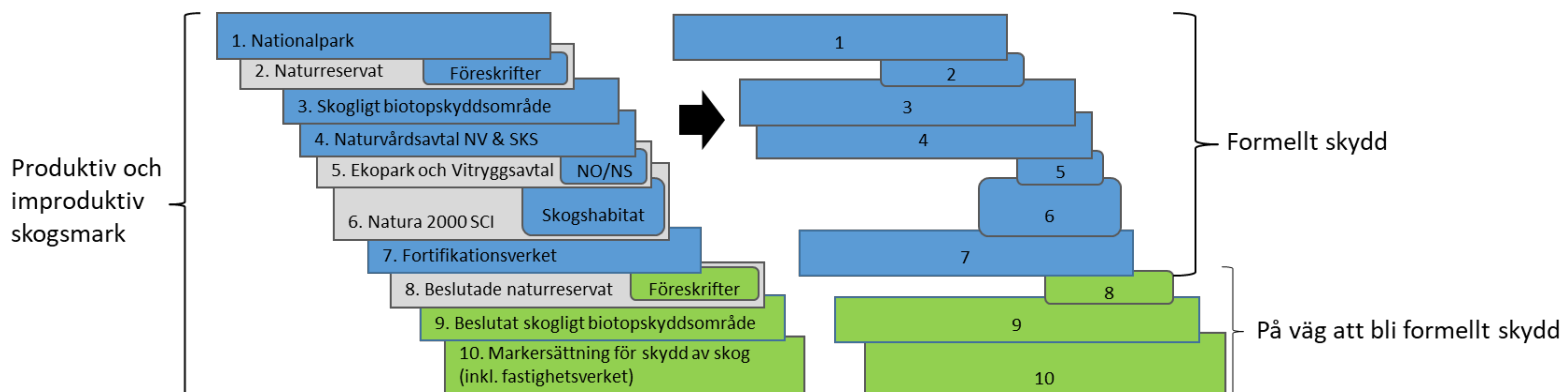 Produktiv och
improduktiv
skogsmark
1. Nationalpark
2. Naturreservat
Föreskrifter
3. Skogligt biotopskyddsområde
4. Naturvårdsavtal NV & SKS
5. Ekopark och Vitryggsavtal
NO/NS
6. Natura 2000 SCI
Skogshabitat
7. Fortifikationsverket
8. Beslutade naturreservat
Föreskrifter
9. Beslutat skogligt biotopskyddsområde
10. Markersättning för skydd av skog
(inkl. fastighetsverket)
1
2
3
4
5
6
7
8
9
10
Formellt skydd
På väg att bli formellt skydd